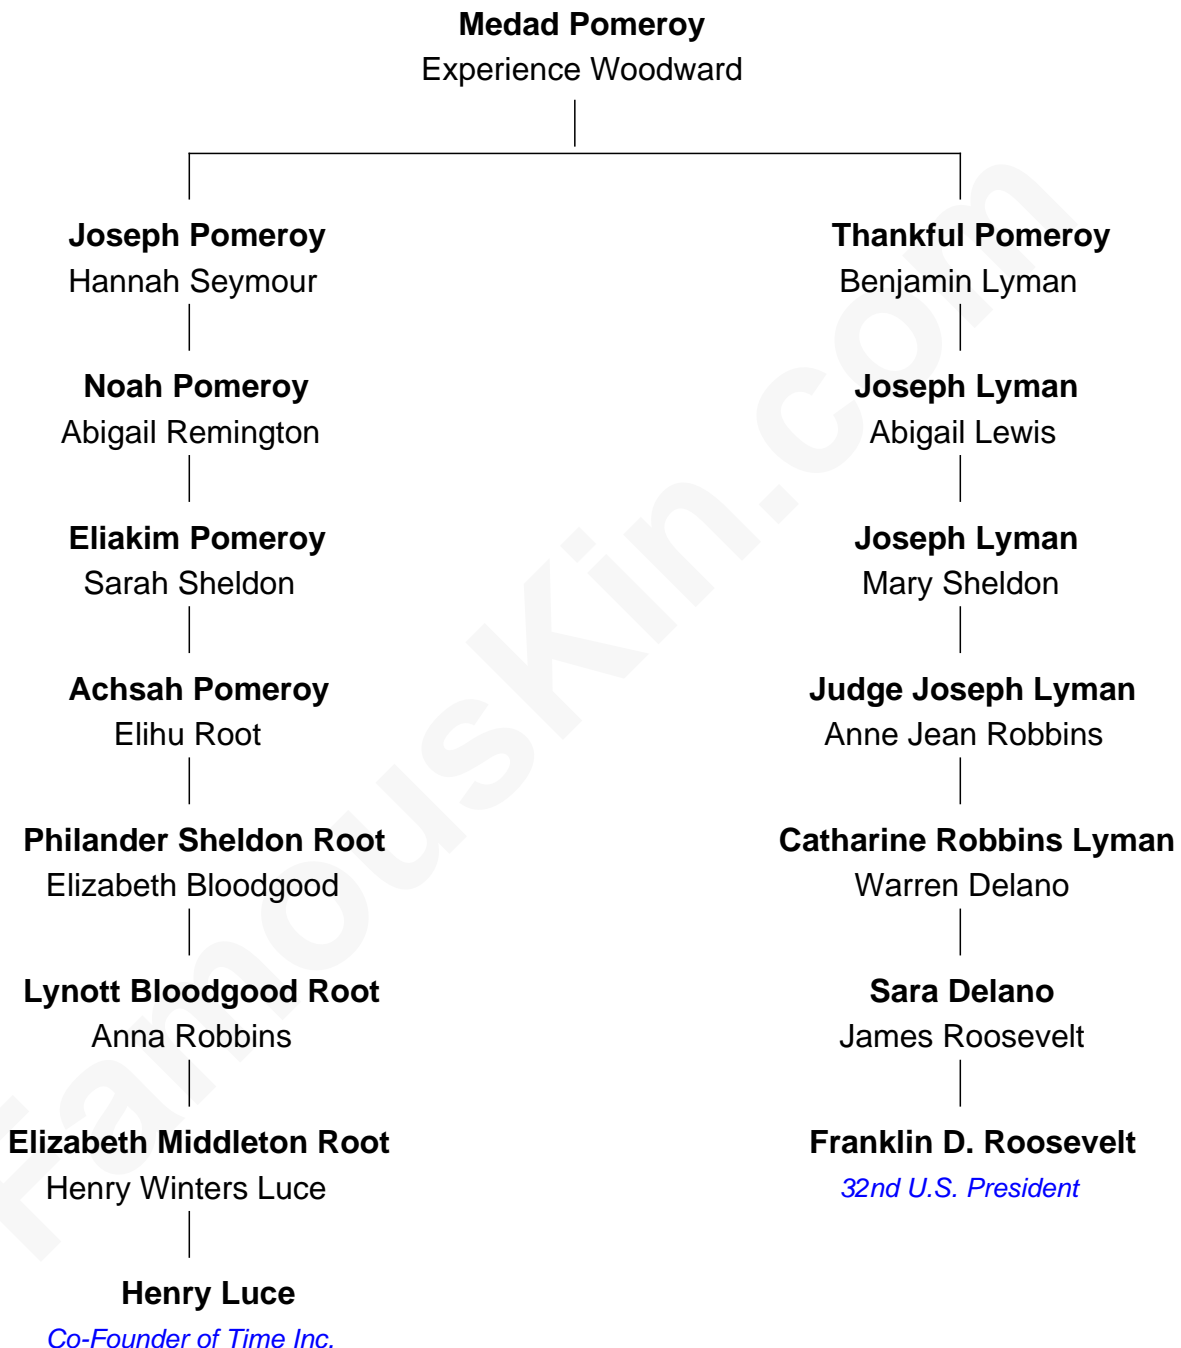 Medad Pomeroy
Experience Woodward
Joseph Pomeroy
Hannah Seymour
Thankful Pomeroy
Benjamin Lyman
Noah Pomeroy
Abigail Remington
Joseph Lyman
Abigail Lewis
Eliakim Pomeroy
Sarah Sheldon
Joseph Lyman
Mary Sheldon
Achsah Pomeroy
Elihu Root
Judge Joseph Lyman
Anne Jean Robbins
Philander Sheldon Root
Elizabeth Bloodgood
Catharine Robbins Lyman
Warren Delano
Lynott Bloodgood Root
Anna Robbins
Sara Delano
James Roosevelt
Elizabeth Middleton Root
Henry Winters Luce
Franklin D. Roosevelt
32nd U.S. President
Henry Luce
Co-Founder of Time Inc.
FamousKin.com